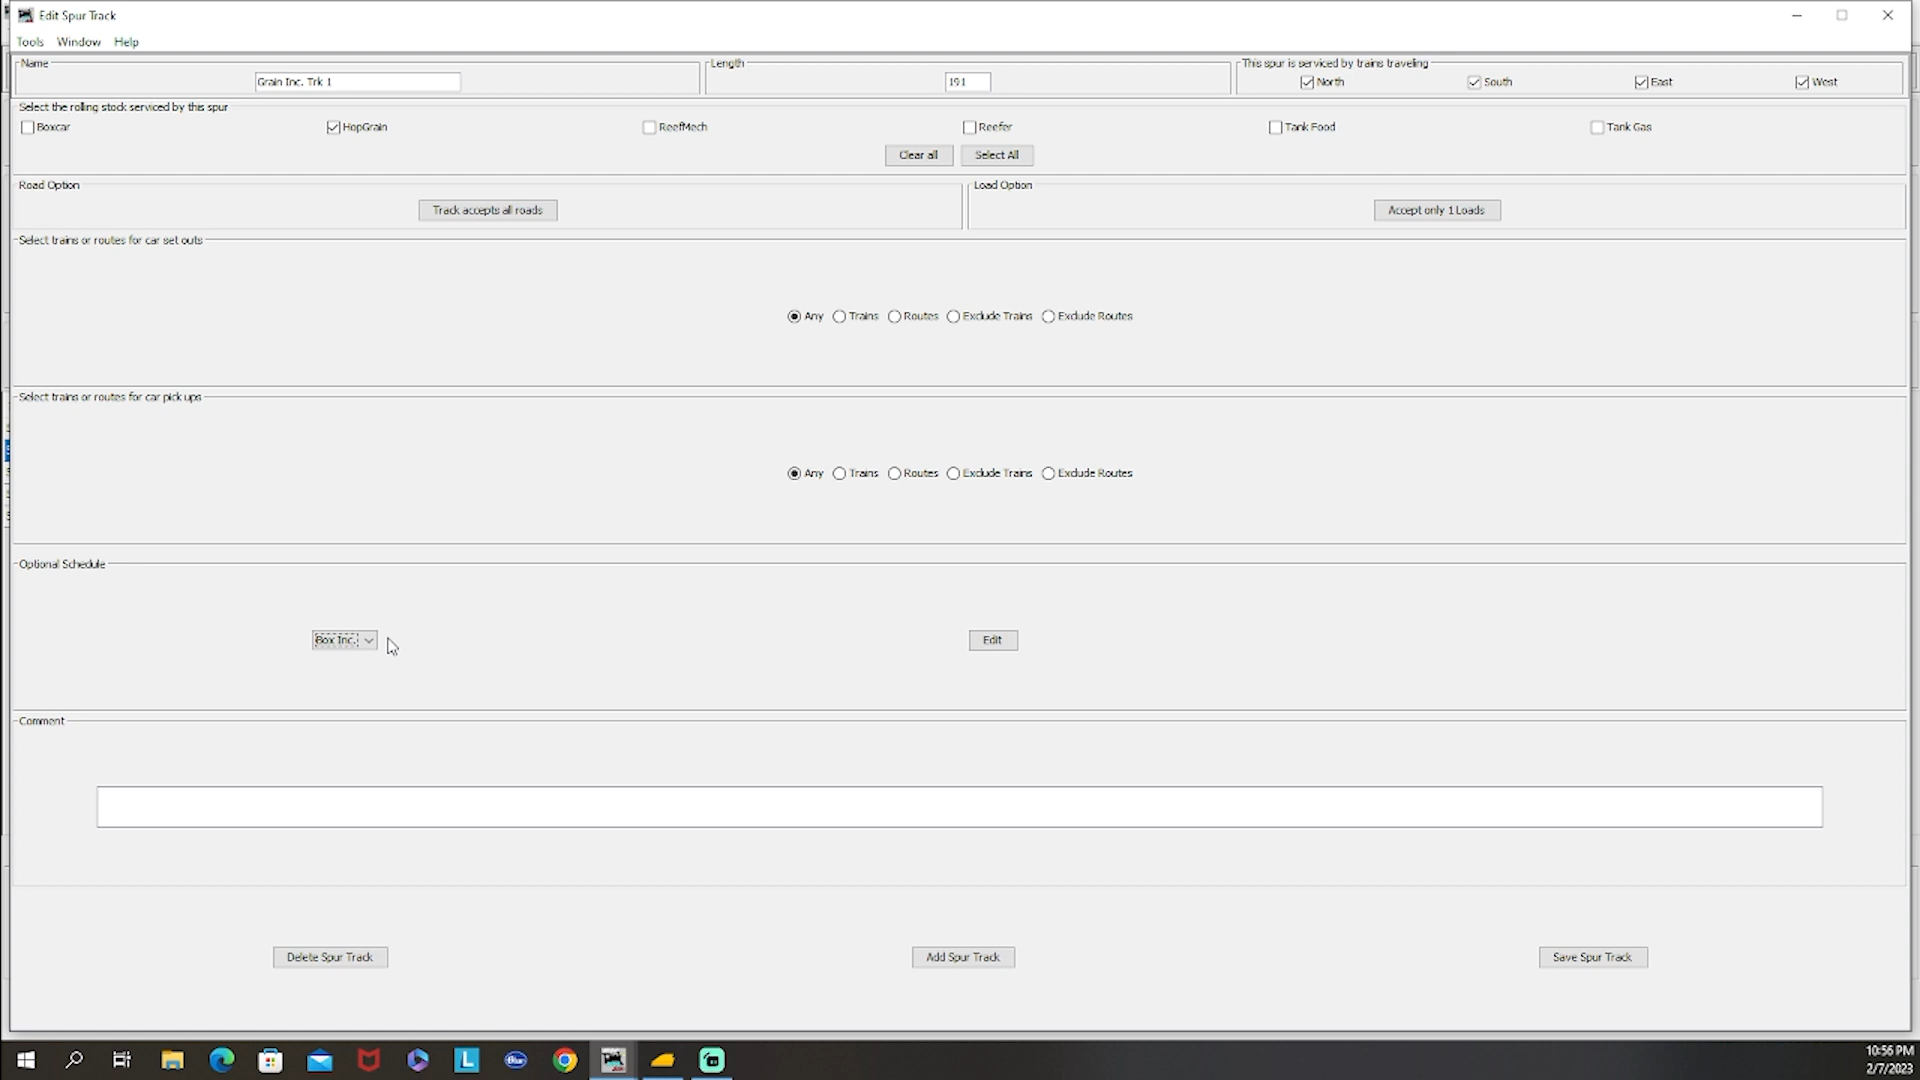 Edit Spur Track
Tools Window Help
Name
Grain Inc. Trk 1
Length
191
This spur is serviced by trains traveling
North South East West
Select the rolling stock serviced by this spur
Boxcar HopGrain ReefMech Reefer Tank Food Tank Gas
Clear all Select All
Road Option
Track accepts all roads
Load Option
Accept only 1 Loads
Select trains or routes for car set outs
Any Trains Routes Exclude Trains Exclude Routes
Select trains or routes for car pick ups
Any Trains Routes Exclude Trains Exclude Routes
Optional Schedule
Box Inc. Edit
Comment
Delete Spur Track Add Spur Track Save Spur Track
L Blue
10:56 PM
2/7/2023